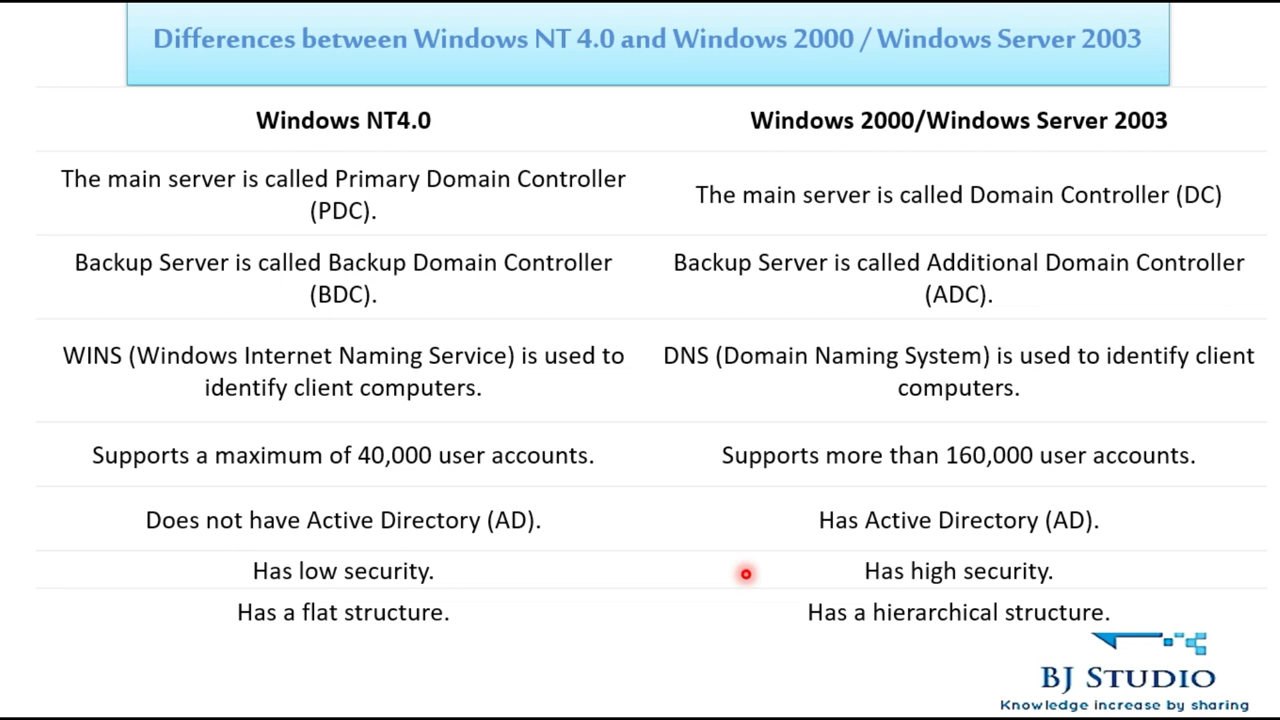 Differences between Windows NT 4.0 and Windows 2000 / Windows Server 2003
Windows NT4.0
Windows 2000/Windows Server 2003
The main server is called Primary Domain Controller
(PDC).
The main server is called Domain Controller (DC)
Backup Server is called Backup Domain Controller
(BDC).
Backup Server is called Additional Domain Controller
(ADC).
WINS (Windows Internet Naming Service) is used to
identify client computers.
DNS (Domain Naming System) is used to identify client
computers.
Supports a maximum of 40,000 user accounts.
Supports more than 160,000 user accounts.
Does not have Active Directory (AD).
Has Active Directory (AD).
Has low security.
Has high security.
Has a flat structure.
Has a hierarchical structure.
BJ STUDIO
Knowledge increase by sharing